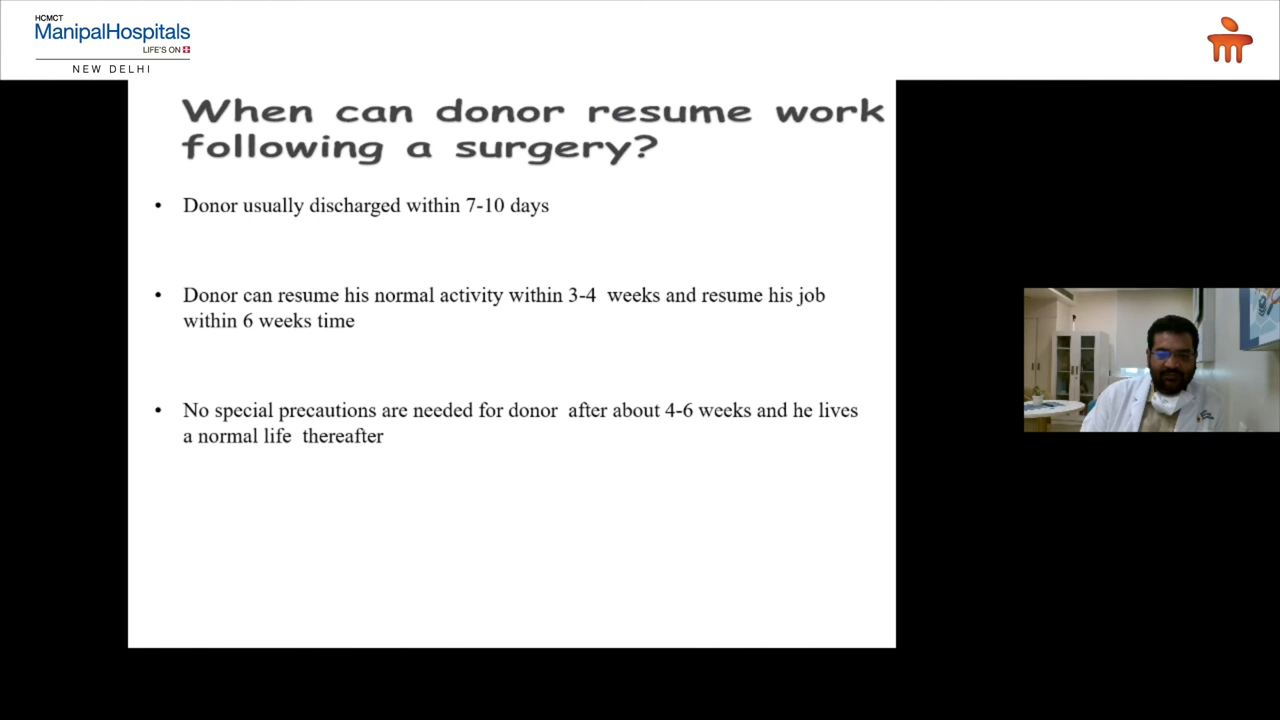 HCMCT
ManipalHospitals
LIFE'S ON
NEW DELHI
When can donor resume work
following a surgery?
• Donor usually discharged within 7-10 days
• Donor can resume his normal activity within 3-4 weeks and resume his job
within 6 weeks time
• No special precautions are needed for donor after about 4-6 weeks and he lives
a normal life thereafter